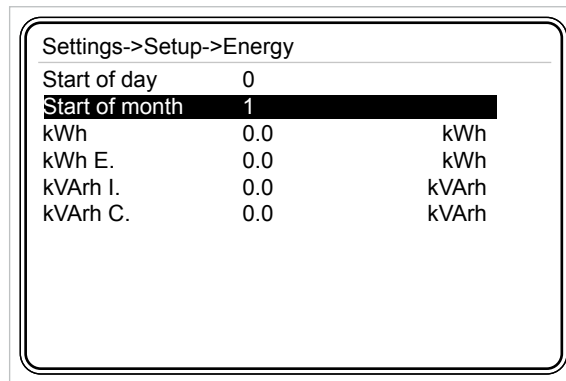 Settings->Setup->Energy
Start of day 0
Start of month 1
kWh 0.0 kWh
kWh E. 0.0 kWh
kVArh I. 0.0 kVArh
kVArh C. 0.0 kVArh